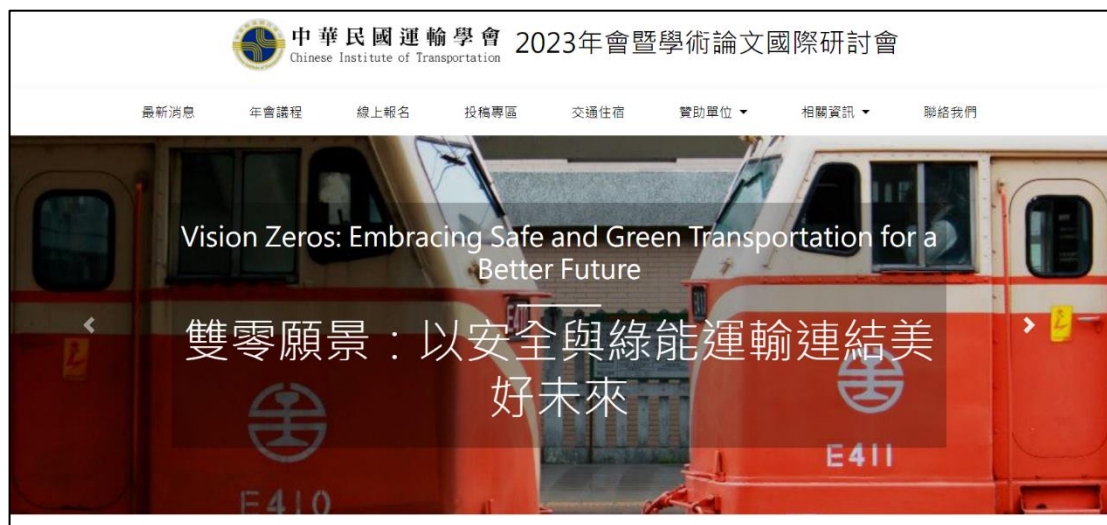 中華民國運輸學會 2023年會暨學術論文國際研討會
Chinese Institute of Transportation
最新消息 年會議程 線上報名 投稿專區 交通住宿 贊助單位 相關資訊 聯絡我們
Vision Zeros: Embracing Safe and Green Transportation for a
Better Future
雙零願景：以安全與綠能運輸連結美
好未來
E411
E410